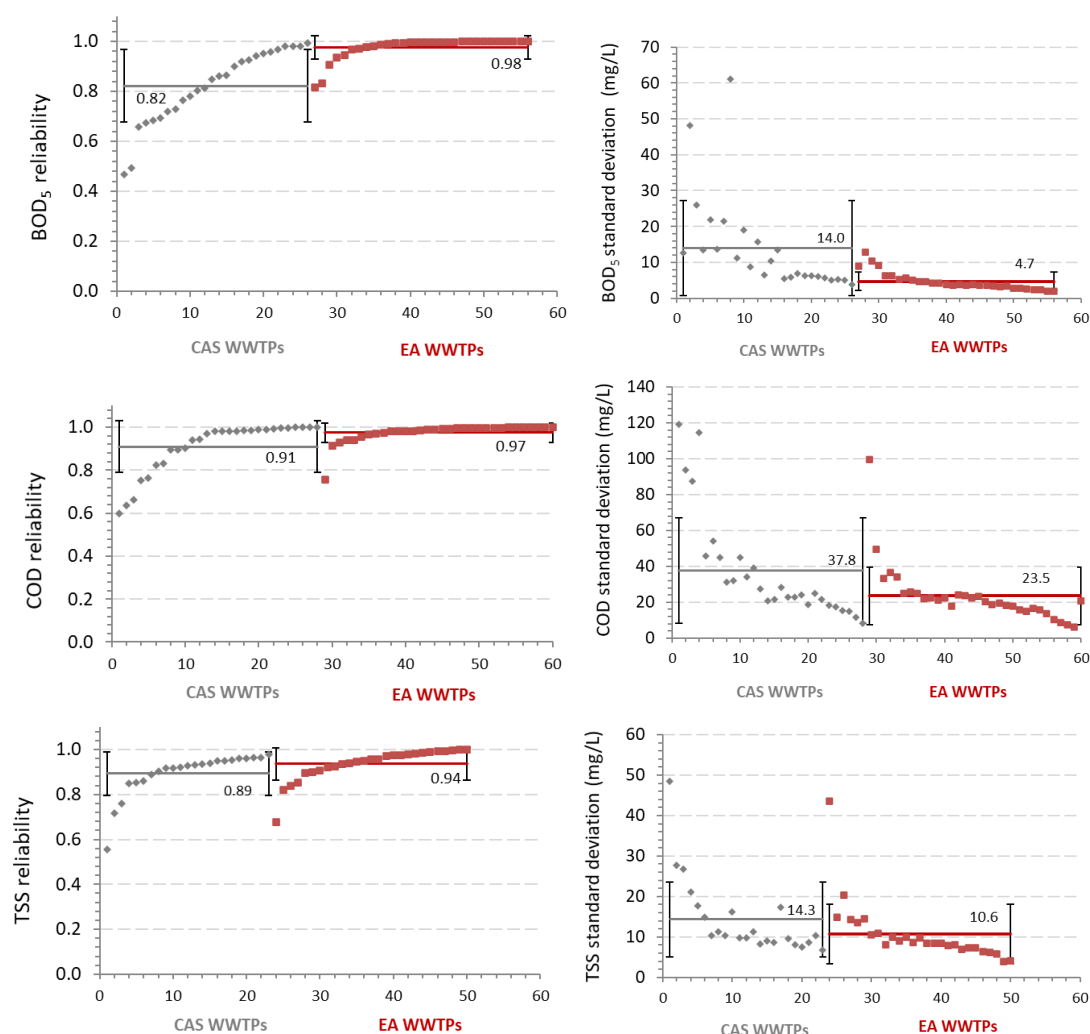 BOD5 reliability
1.0
0.8
0.6
0.4
0.2
0.0
0.82
0.98
0 10 20 30 40 50 60
CAS WWTPs EA WWTPs
BOD5 standard deviation (mg/L)
70
60
50
40
30
20
10
0
14.0
4.7
0 10 20 30 40 50 60
CAS WWTPs EA WWTPs
COD reliability
1.0
0.8
0.6
0.4
0.2
0.0
0.91
0.97
0 10 20 30 40 50 60
CAS WWTPs EA WWTPs
COD standard deviation (mg/L)
140
120
100
80
60
40
20
0
37.8
23.5
0 10 20 30 40 50 60
CAS WWTPs EA WWTPs
TSS reliability
1.0
0.8
0.6
0.4
0.2
0.0
0.89
0.94
0 10 20 30 40 50 60
CAS WWTPs EA WWTPs
TSS standard deviation (mg/L)
60
50
40
30
20
10
0
14.3
10.6
0 10 20 30 40 50 60
CAS WWTPs EA WWTPs